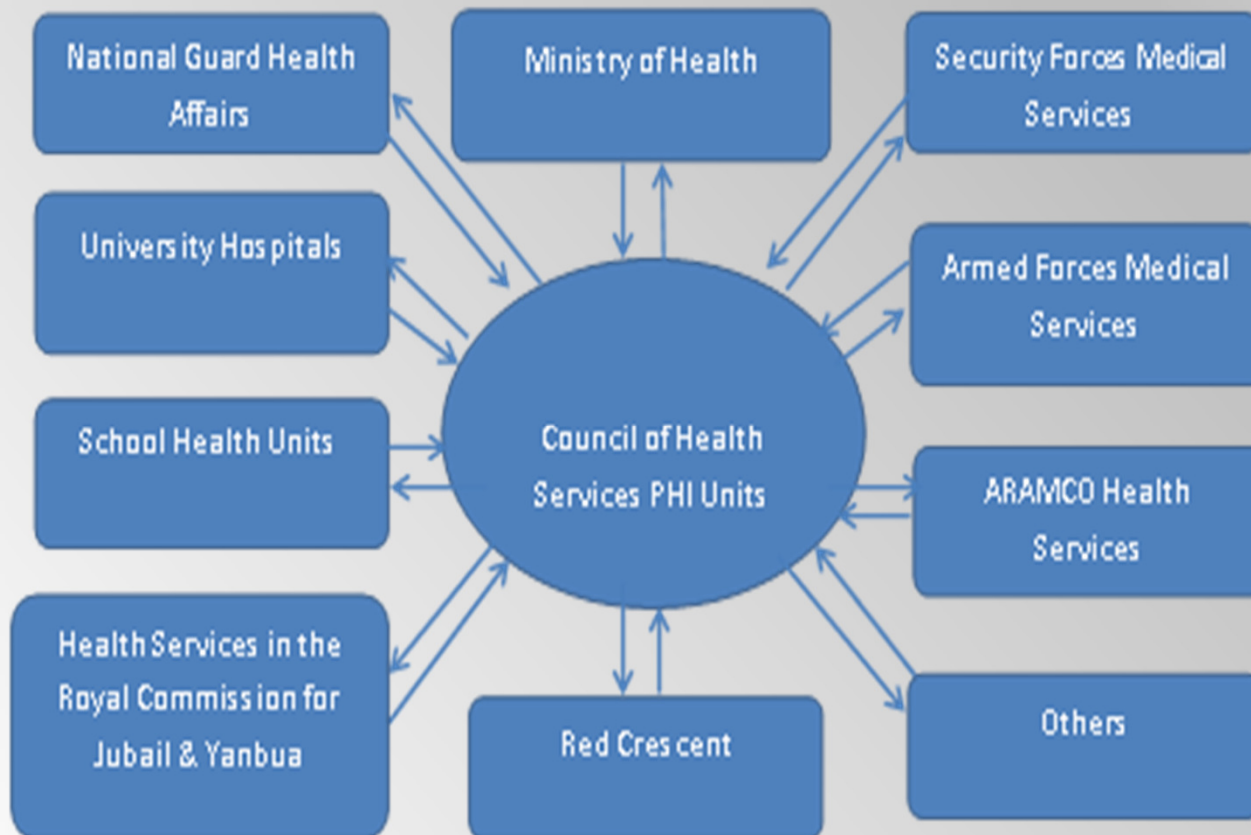 National Guard Health
Affairs
Ministry of Health
Security Forces Medical
Services
University Hospitals
Armed Forces Medical
Services
School Health Units
Council of Health
Services PHI Units
ARAMCO Health
Services
Health Services in the
Royal Commission for
Jubail & Yanbua
Red Crescent
Others